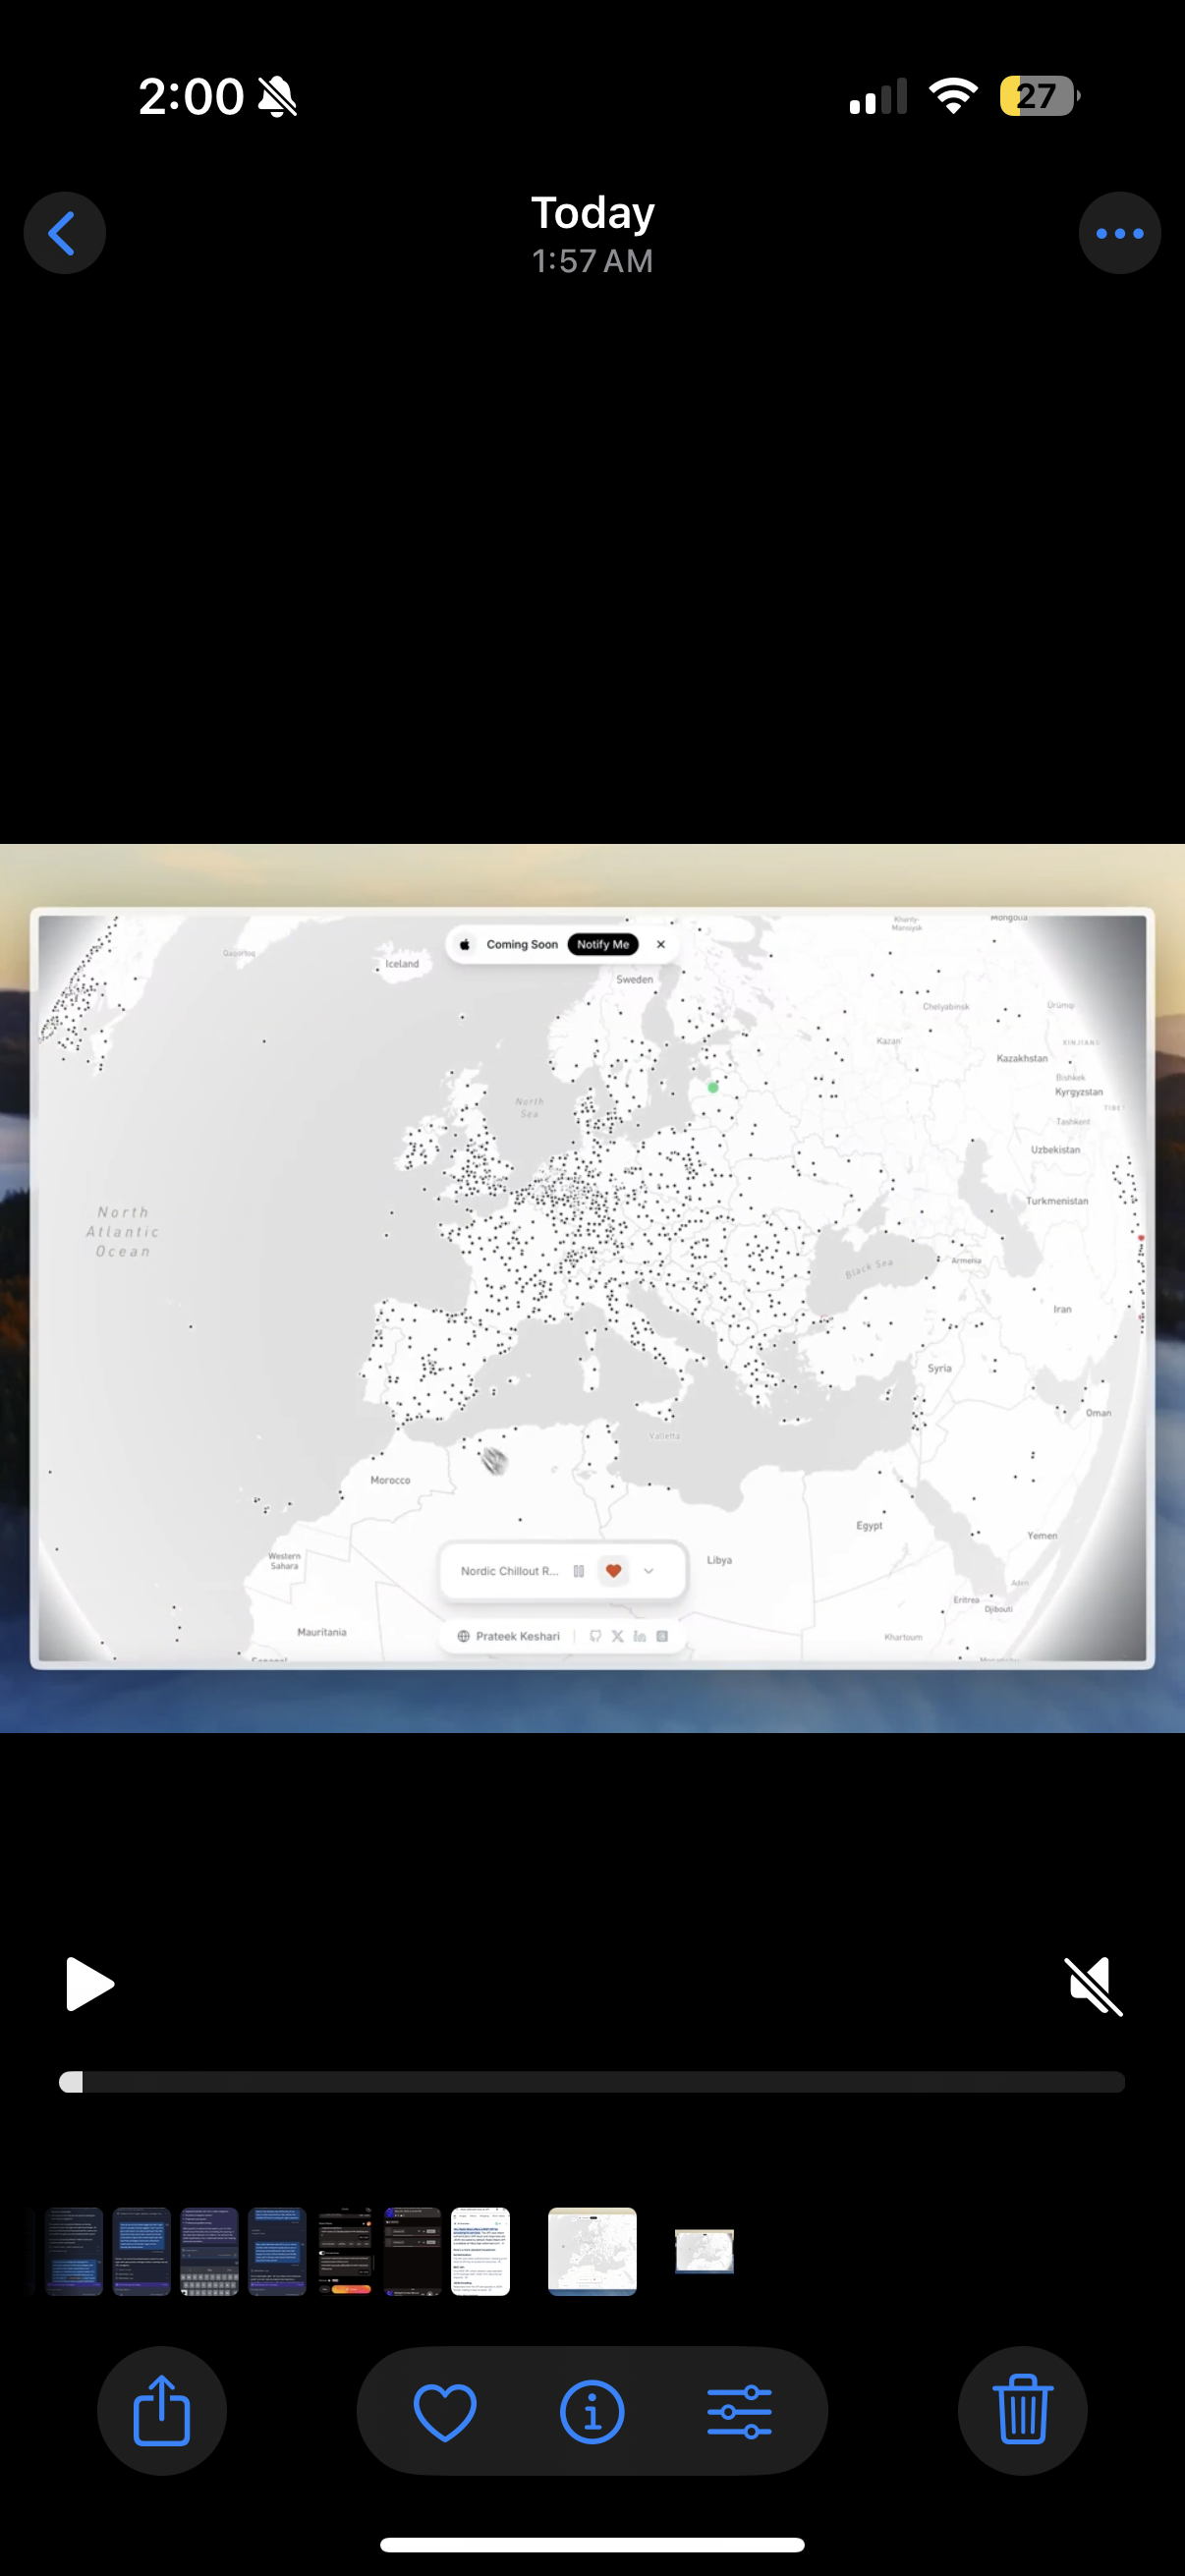 2:00
27
Today
1:57 AM
Coming Soon
Notify Me
Khanty-
Mansiysk
Mongolia
Qaqortoq
Iceland
Sweden
Chelyabinsk
Ürümqi
Kazan
XINJIANG
Kazakhstan
Bishkek
Kyrgyzstan
North
Sea
TIBET
Tashkent
Uzbekistan
Turkmenistan
North
Atlantic
Ocean
Black Sea
Armenia
Iran
Syria
Oman
Valletta
Morocco
Egypt
Yemen
Western
Sahara
Libya
Nordic Chillout R...
Aden
Eritrea
Djibouti
Mauritania
Prateek Keshari
Khartoum